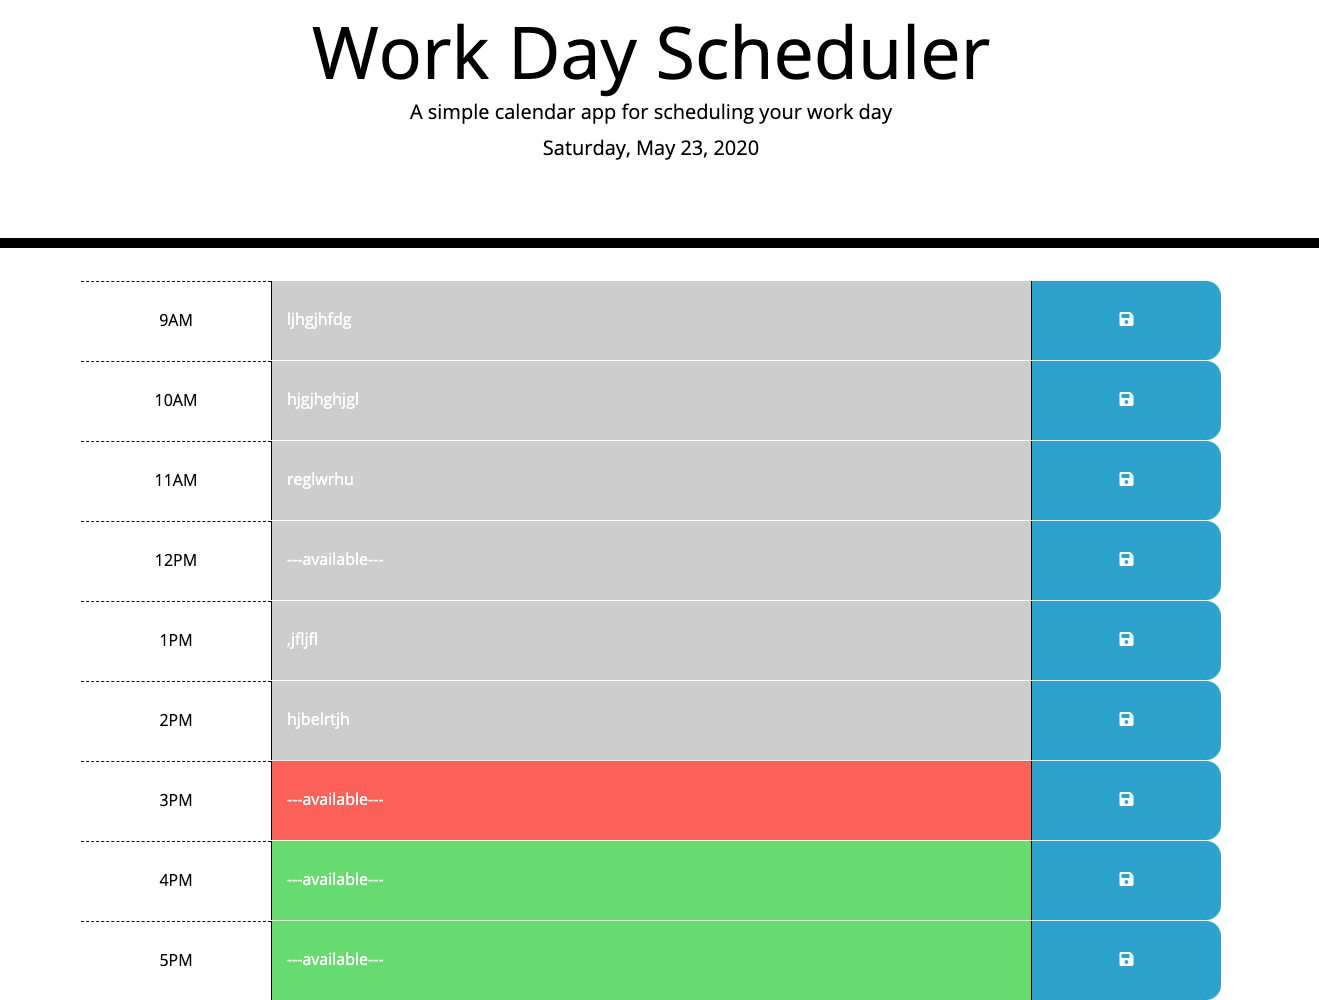 Work Day Scheduler
A simple calendar app for scheduling your work day
Saturday, May 23, 2020
9AM ljhgjhfdg
10AM hjgjhghjgl
11AM reglwrhu
12PM ---available---
1PM ,jfljfl
2PM hjbelrtjh
3PM ---available---
4PM ---available---
5PM ---available---